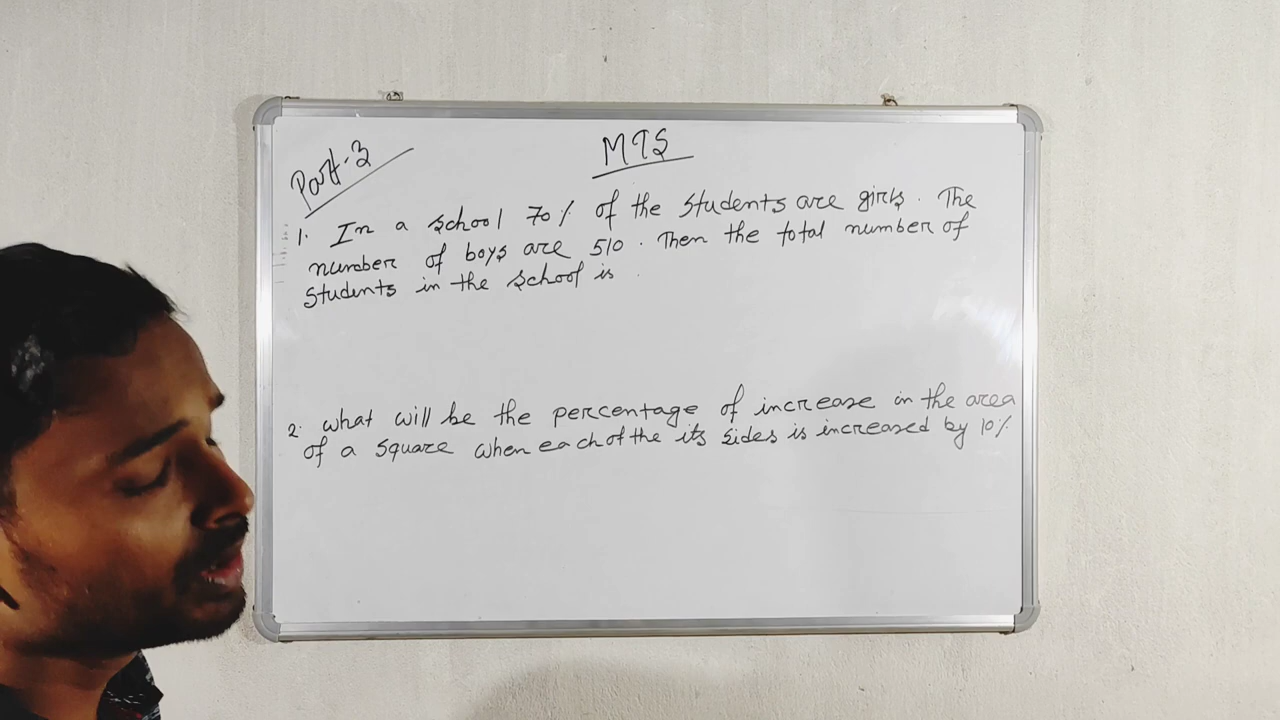 Part-3
MTS
1. In a school 70% of the students are girls. The
number of boys are 510. Then the total number of
students in the school is
2. what will be the percentage of increase in the area
of a square when each of the its sides is increased by 10%